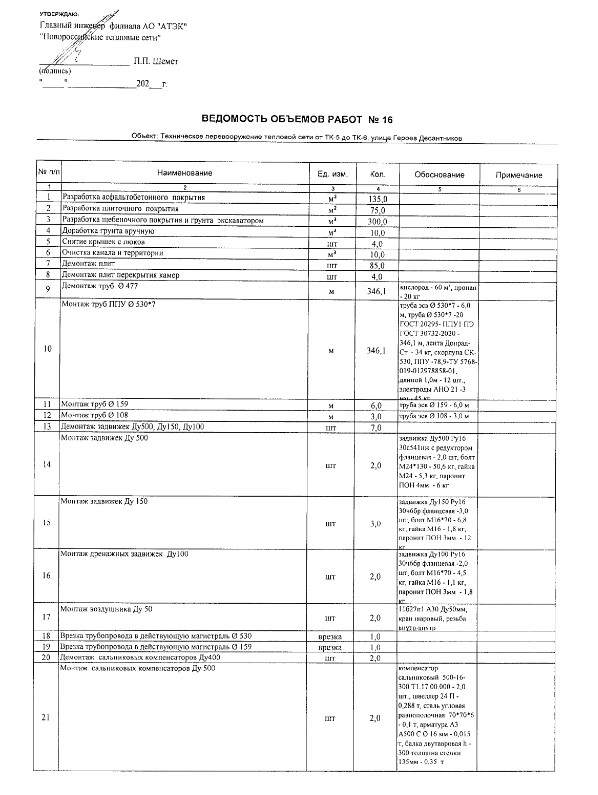 УТВЕРЖДАЮ:
Главный инженер филиала АО "АТЭК"
"Новороссийские тепловые сети"
Л.П. Шемет
(подпись)
"_____" ____________202___г.
ВЕДОМОСТЬ ОБЪЕМОВ РАБОТ № 16
Объект: Техническое перевооружение тепловой сети от ТК-5 до ТК-6, улица Героев Десантников
№ п/п Наименование Ед. изм. Кол. Обоснование Примечание
1 2 3 4 5 6
1 Разработка асфальтобетонного покрытия м² 135,0
2 Разработка плиточного покрытия м² 75,0
3 Разработка щебеночного покрытия и грунта экскаватором м³ 300,0
4 Доработка грунта вручную м³ 10,0
5 Снятие крышек с люков шт 4,0
6 Очистка канала и территории м³ 10,0
7 Демонтаж плит шт 85,0
8 Демонтаж плит перекрытия камер шт 4,0
9 Демонтаж труб Ø 477 м 346,1 кислород - 60 м³, пропан
- 20 кг
10 Монтаж труб ППУ Ø 530*7 м 346,1 труба эсв Ø 530*7 - 6,0
м, труба Ø 530*7 -20
ГОСТ 20295- ППУ1 ПЭ
ГОСТ 30732-2020 -
346,1 м, лента Донрад-
Ст - 34 кг, скорлупа СК-
530, ППУ -78,9-ТУ 5768-
019-012978858-01,
длиной 1,0м - 12 шт.,
электроды АНО 21 -3
мм - 45 кг
11 Монтаж труб Ø 159 м 6,0 труба эсв Ø 159 - 6,0 м
12 Монтаж труб Ø 108 м 3,0 труба эсв Ø 108 - 3,0 м
13 Демонтаж задвижек Ду500, Ду150, Ду100 шт 7,0
14 Монтаж задвижек Ду 500 шт 2,0 задвижка Ду500 Ру16
30с541нж с редуктором
фланцевая - 2,0 шт, болт
М24*130 - 50,6 кг, гайка
М24 - 5,3 кг, паронит
ПОН 4мм - 6 кг
15 Монтаж задвижек Ду 150 шт 3,0 задвижка Ду150 Ру16
30ч6бр фланцевая -3,0
шт, болт М16*70 - 6,8
кг, гайка М16 - 1,8 кг,
паронит ПОН 3мм - 12
кг
16 Монтаж дренажных задвижек Ду100 шт 2,0 задвижка Ду100 Ру16
30ч6бр фланцевая -2,0
шт, болт М16*70 - 4,5
кг, гайка М16 - 1,1 кг,
паронит ПОН 3мм - 1,8
кг
17 Монтаж воздушника Ду 50 шт 2,0 11б27п1 А30 Ду50мм,
кран шаровый, резьба
внутр-внутр
18 Врезка трубопровода в действующую магистраль Ø 530 врезка 1,0
19 Врезка трубопровода в действующую магистраль Ø 159 врезка 1,0
20 Демонтаж сальниковых компенсаторов Ду400 шт 2,0
21 Монтаж сальниковых компенсаторов Ду 500 шт 2,0 компенсатор
сальниковый 500-16-
300 Т1.17.00.000 - 2,0
шт., швеллер 24 П -
0,288 т, сталь угловая
равнополочная 70*70*6
- 0,1 т, арматура А3
А500 С Ø 16 мм - 0,015
т, балка двутавровая h -
300 толщина стенки
135мм - 0,35 т